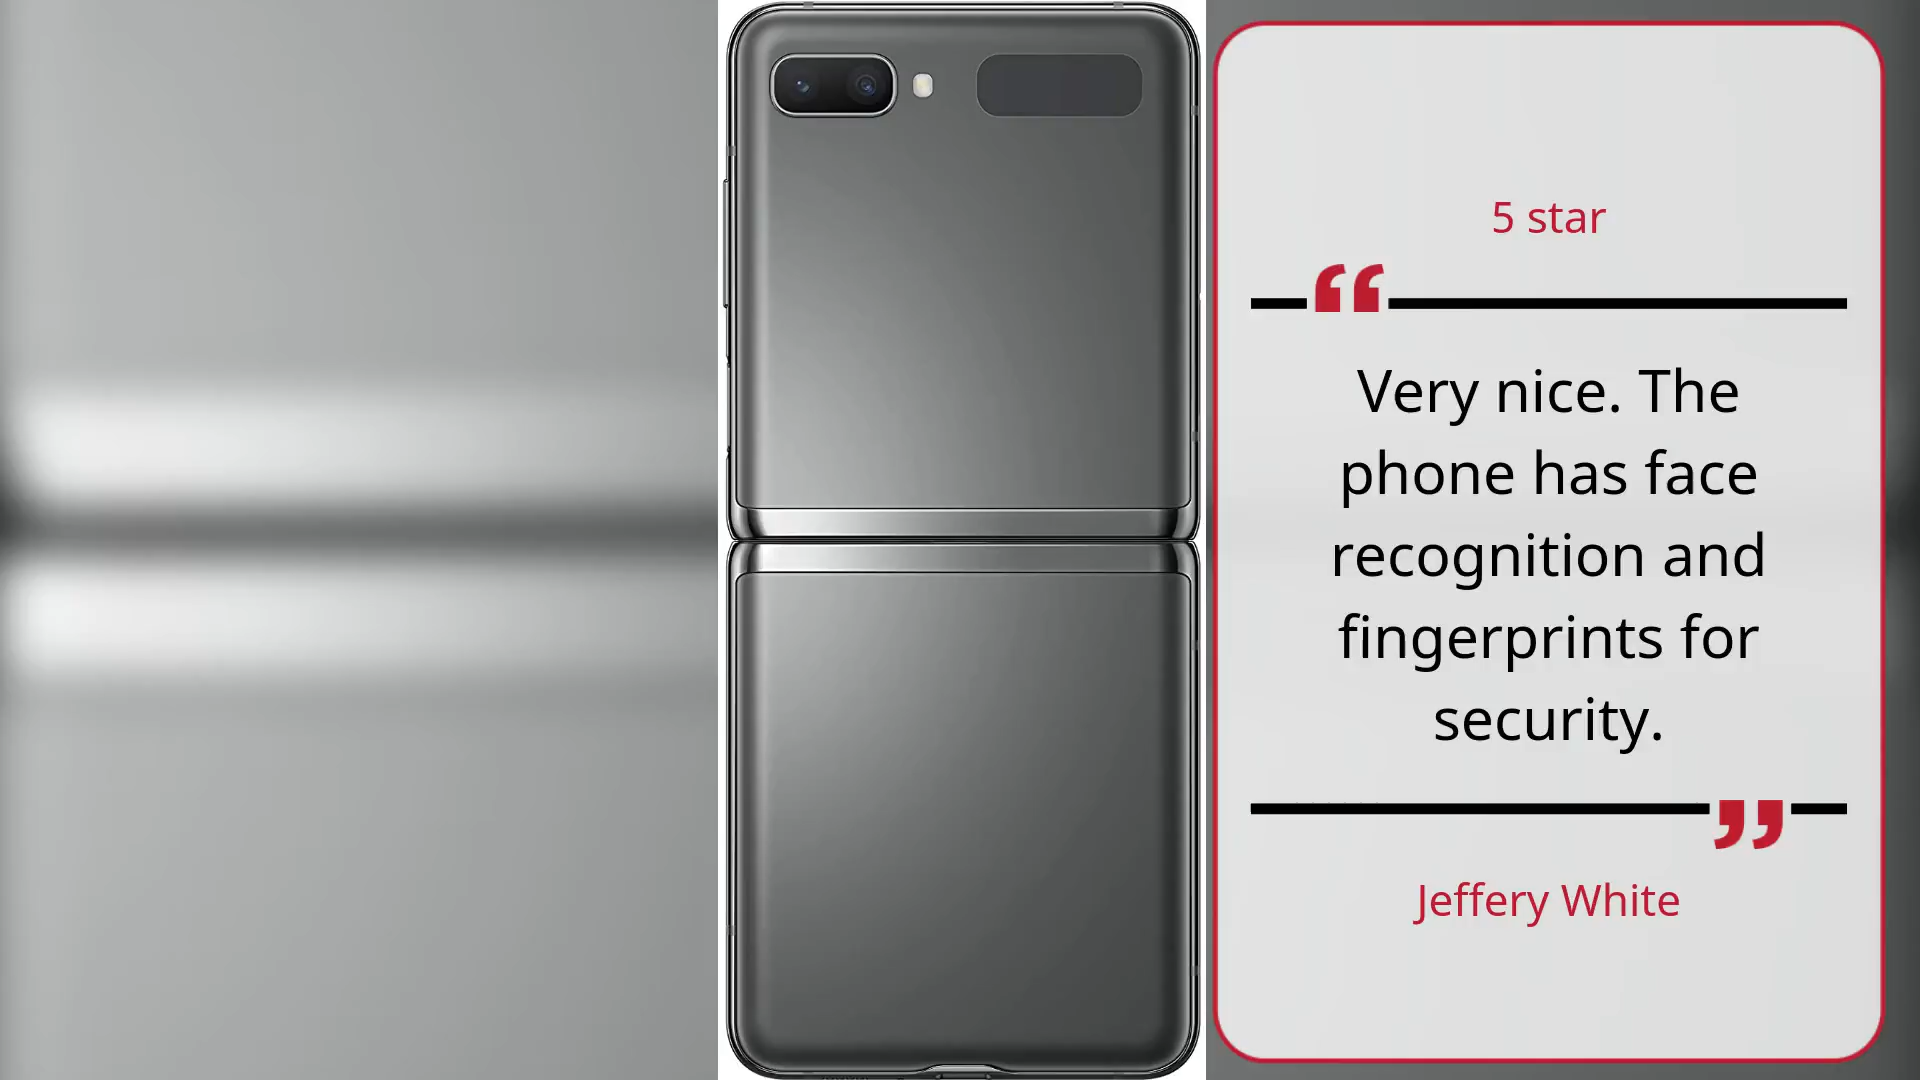 5 star
“
Very nice. The
phone has face
recognition and
fingerprints for
security.
”
Jeffery White